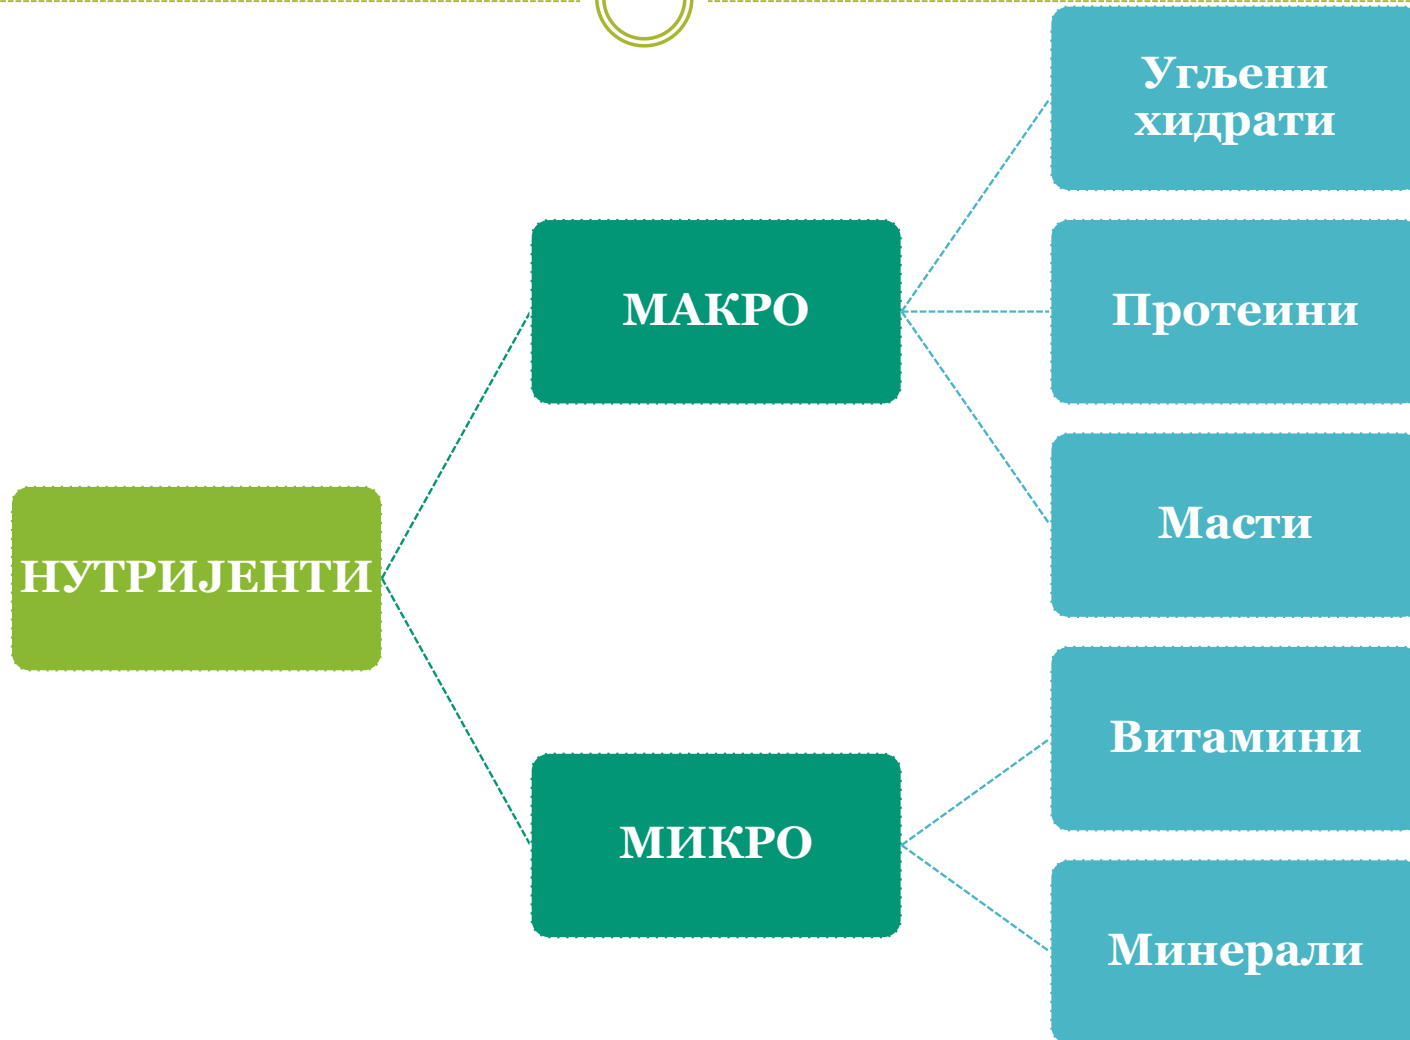 НУТРИЈЕНТИ
МАКРО
Угљени
хидрати
Протеини
Масти
МИКРО
Витамини
Минерали